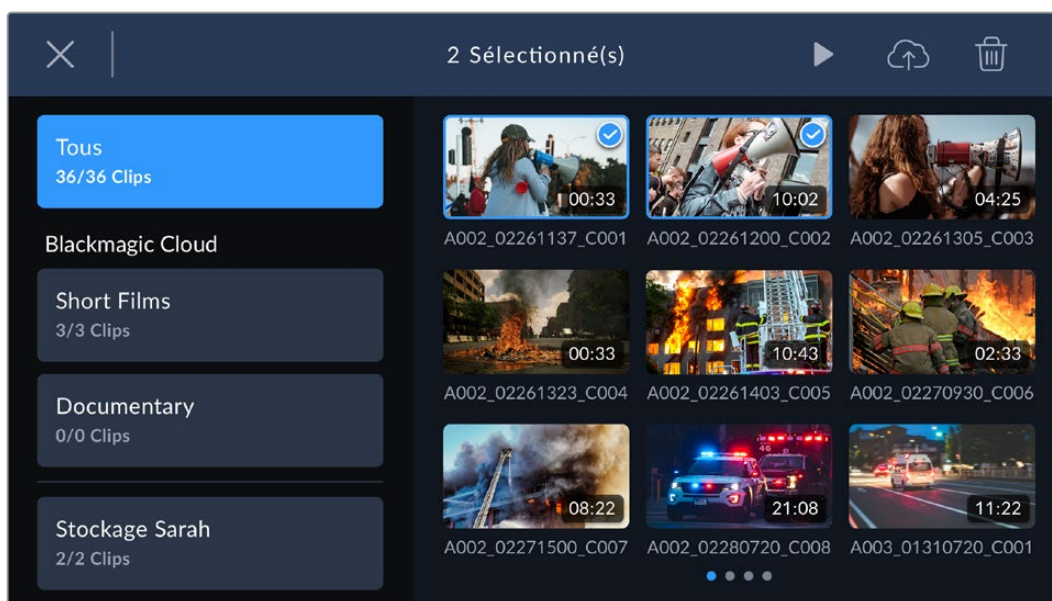 2 Sélectionné(s)
Tous
36/36 Clips
Blackmagic Cloud
Short Films
3/3 Clips
Documentary
0/0 Clips
Stockage Sarah
2/2 Clips
00:33
10:02
04:25
A002_02261137_C001
A002_02261200_C002
A002_02261305_C003
00:33
10:43
02:33
A002_02261323_C004
A002_02261403_C005
A002_02270930_C006
08:22
21:08
11:22
A002_02271500_C007
A002_02280720_C008
A003_01310720_C001